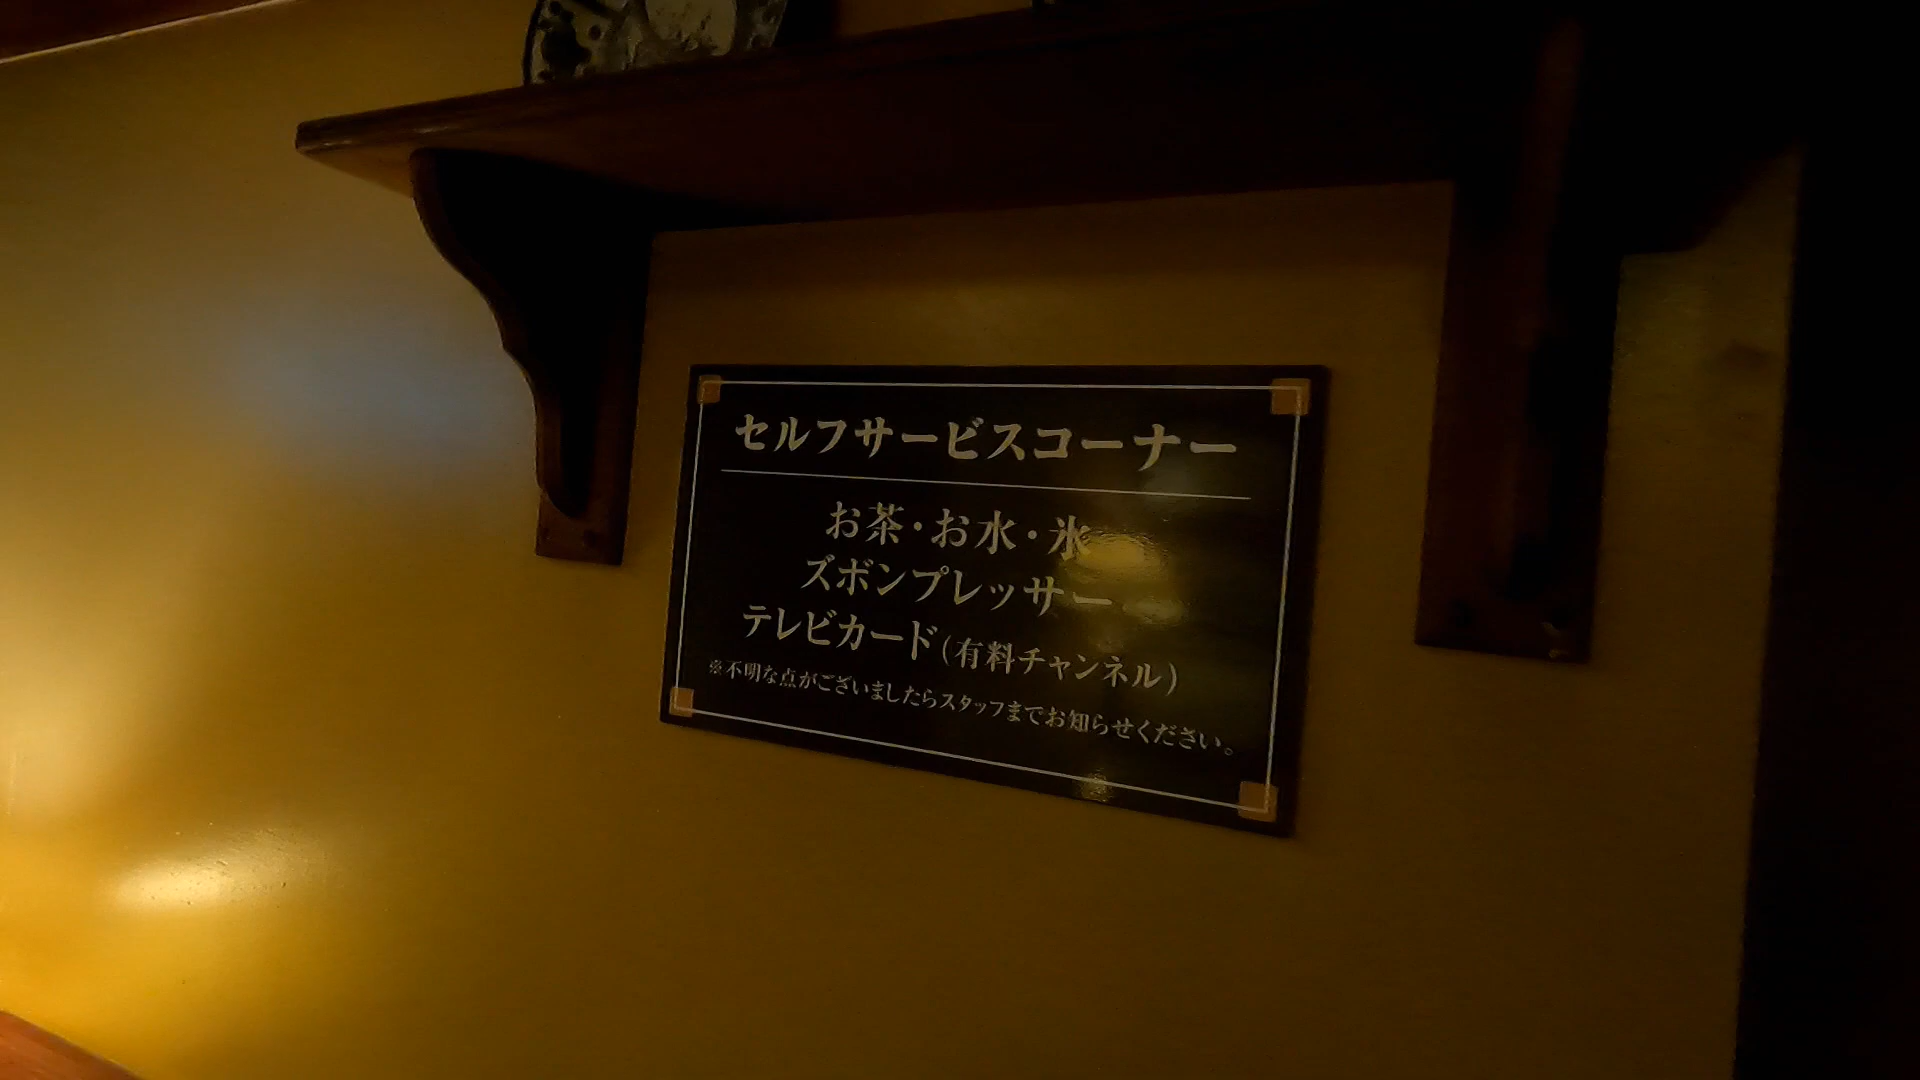 セルフサービスコーナー
お茶・お水・氷
ズボンプレッサー
テレビカード(有料チャンネル)
※不明な点がございましたらスタッフまでお知らせください。